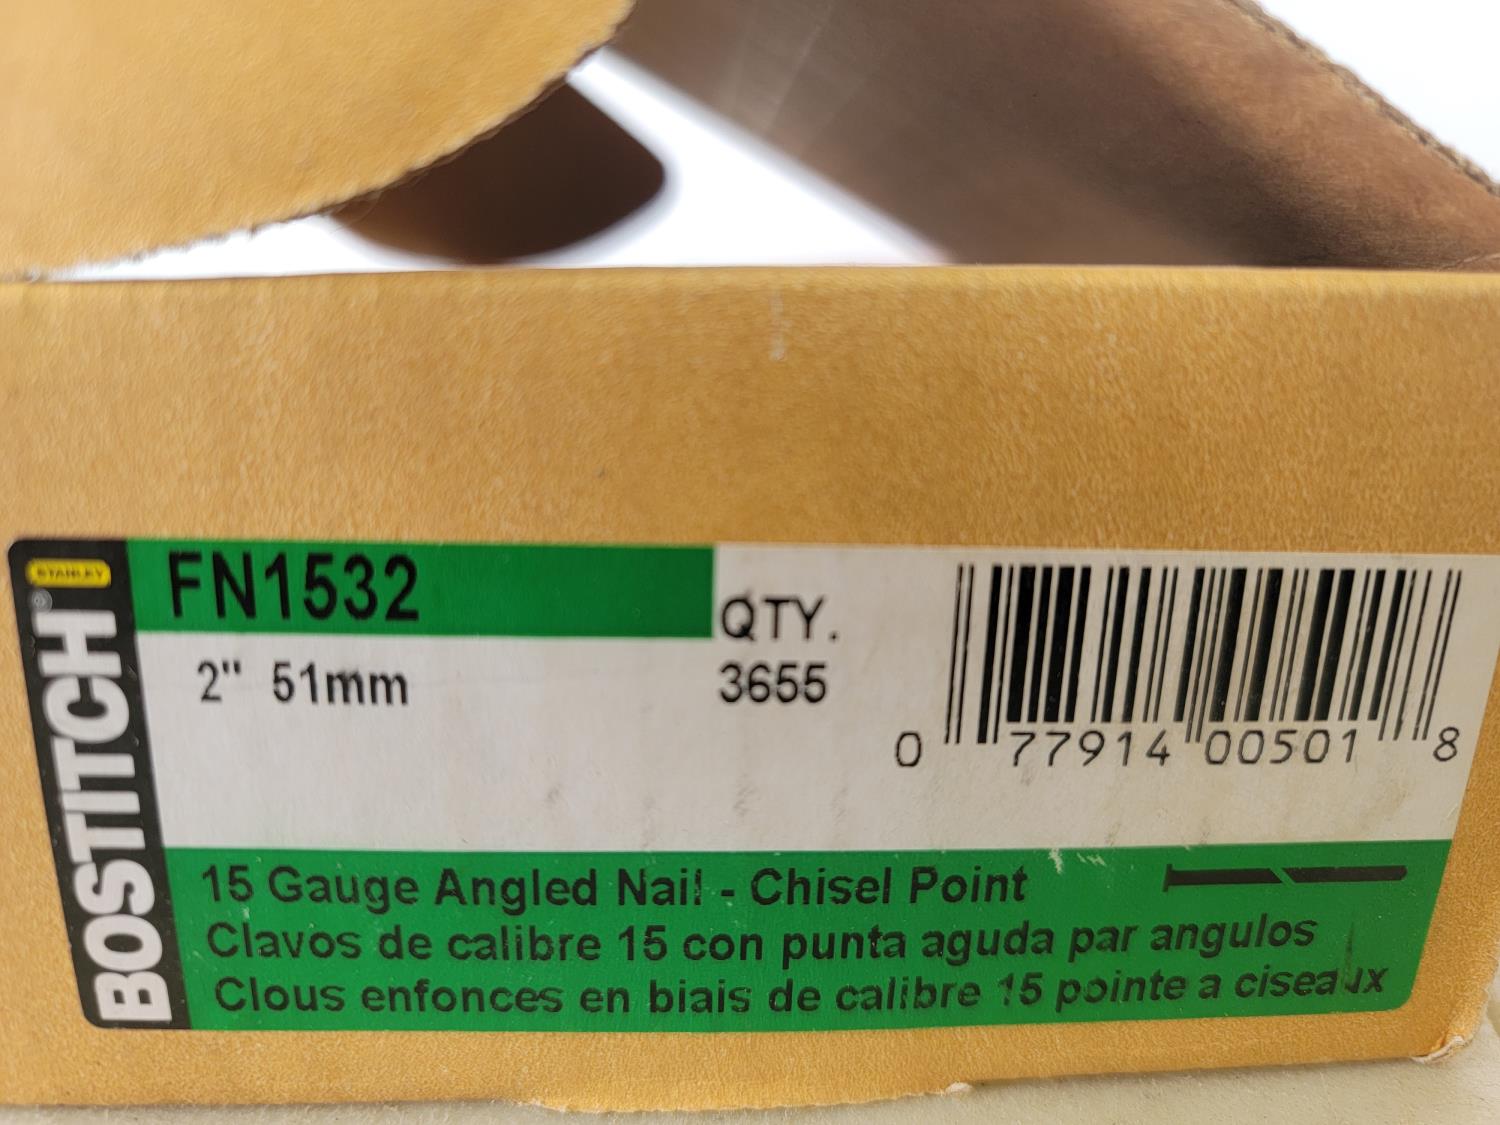 STANLEY
BOSTITCH®
FN1532
2" 51mm
QTY.
3655
0 77914 00501 8
15 Gauge Angled Nail - Chisel Point
Clavos de calibre 15 con punta aguda par angulos
Clous enfonces en biais de calibre 15 pointe a ciseaux